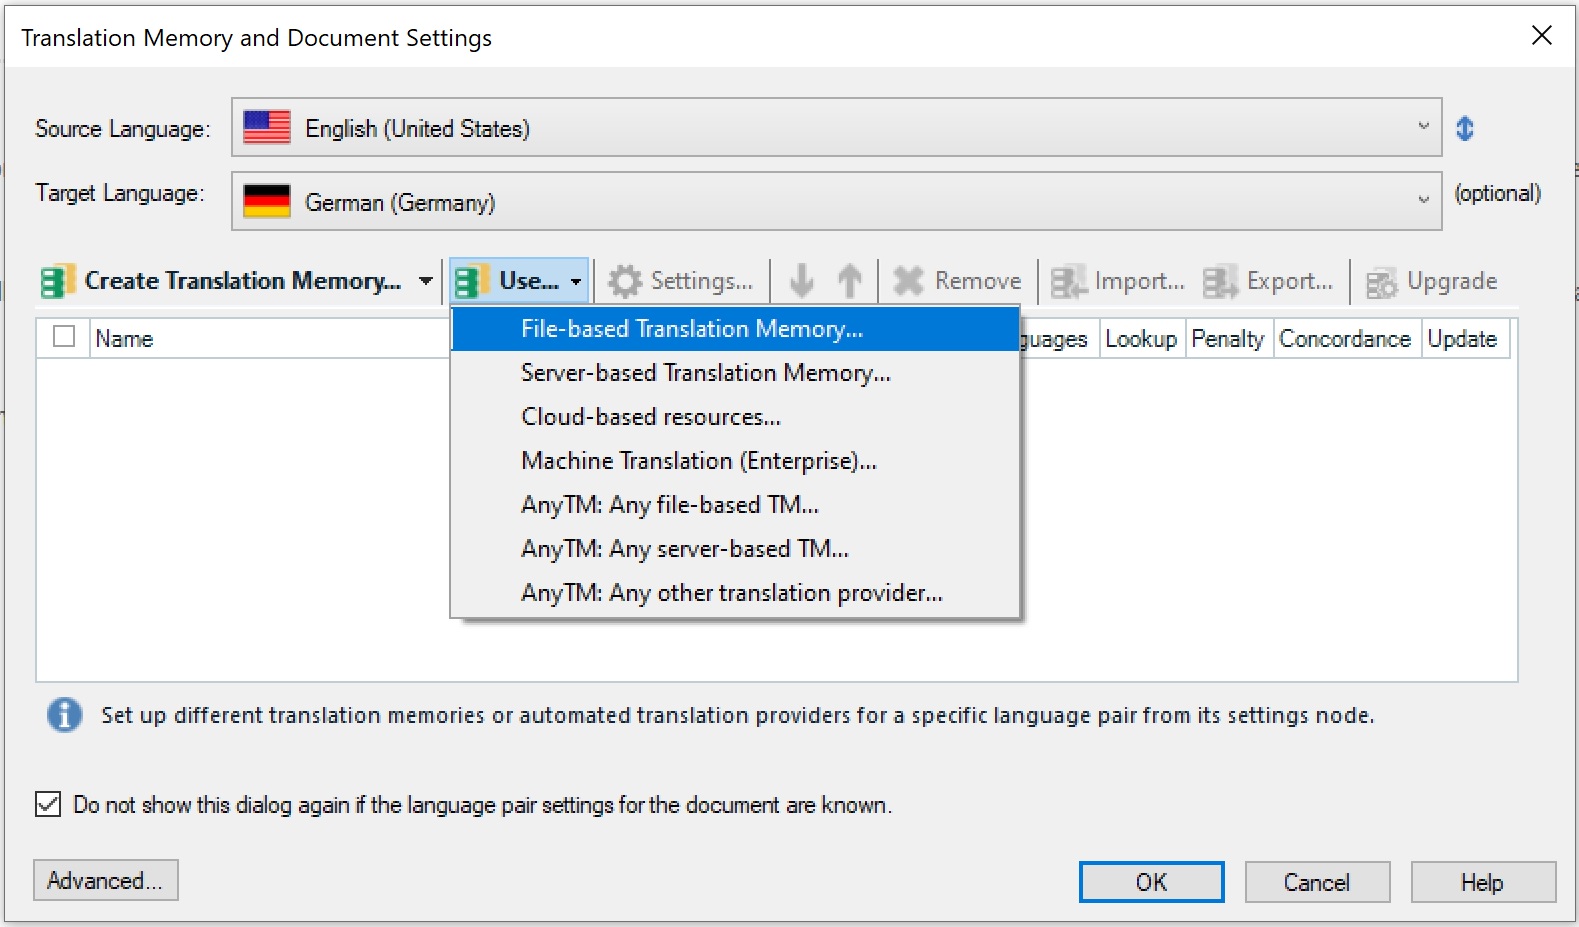 Translation Memory and Document Settings
Source Language: English (United States)
Target Language: German (Germany) (optional)
Create Translation Memory... Use... Settings... Remove Import... Export... Upgrade
Name Lookup Penalty Concordance Update
File-based Translation Memory...
Server-based Translation Memory...
Cloud-based resources...
Machine Translation (Enterprise)...
AnyTM: Any file-based TM...
AnyTM: Any server-based TM...
AnyTM: Any other translation provider...
Set up different translation memories or automated translation providers for a specific language pair from its settings node.
Do not show this dialog again if the language pair settings for the document are known.
Advanced... OK Cancel Help